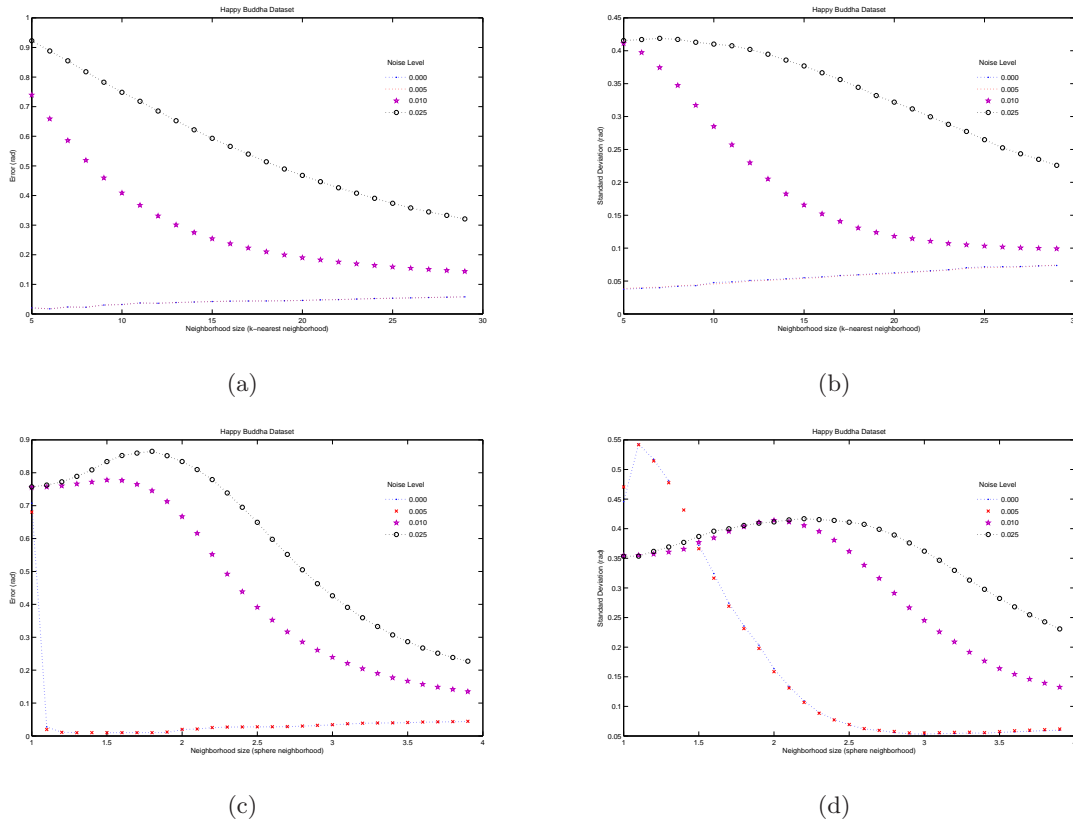 Happy Buddha Dataset
1
0.9
0.8
0.7
0.6
0.5
0.4
0.3
0.2
0.1
0
Error (rad)
Noise Level
0.000
0.005
0.010
0.025
5 10 15 20 25 30
Neighborhood size (k-nearest neighborhood)
(a)
Happy Buddha Dataset
0.45
0.4
0.35
0.3
0.25
0.2
0.15
0.1
0.05
0
Standard Deviation (rad)
Noise Level
0.000
0.005
0.010
0.025
5 10 15 20 25
Neighborhood size (k-nearest neighborhood)
(b)
Happy Buddha Dataset
0.9
0.8
0.7
0.6
0.5
0.4
0.3
0.2
0.1
0
Error (rad)
Noise Level
0.000
0.005
0.010
0.025
1 1.5 2 2.5 3 3.5 4
Neighborhood size (sphere neighborhood)
(c)
Happy Buddha Dataset
0.55
0.5
0.45
0.4
0.35
0.3
0.25
0.2
0.15
0.1
0.05
Standard Deviation (rad)
Noise Level
0.000
0.005
0.010
0.025
1 1.5 2 2.5 3 3.5
Neighborhood size (sphere neighborhood)
(d)